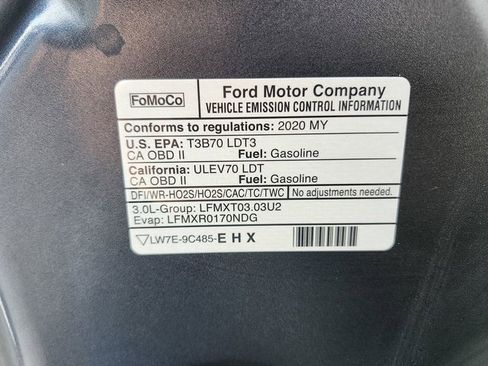 FoMoCo
Ford Motor Company
VEHICLE EMISSION CONTROL INFORMATION
Conforms to regulations: 2020 MY
U.S. EPA: T3B70 LDT3
CA OBD II Fuel: Gasoline
California: ULEV70 LDT
CA OBD II Fuel: Gasoline
DFI/WR-HO2S/HO2S/CAC/TC/TWC No adjustments needed.
3.0L-Group: LFMXT03.03U2
Evap: LFMXR0170NDG
LW7E-9C485-E H X